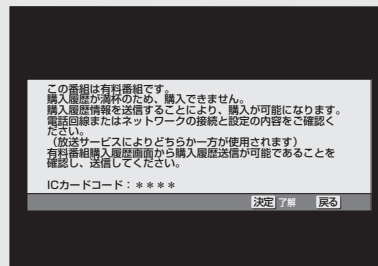 この番組は有料番組です。
購入履歴が満杯のため、購入できません。
購入履歴情報を送信することにより、購入が可能になります。
電話回線またはネットワークの接続と設定の内容をご確認く
ださい。
（放送サービスによりどちらか一方が使用されます）
有料番組購入履歴画面から購入履歴送信が可能であることを
確認し、送信してください。
ICカードコード：＊＊＊＊
決定 了解 戻る